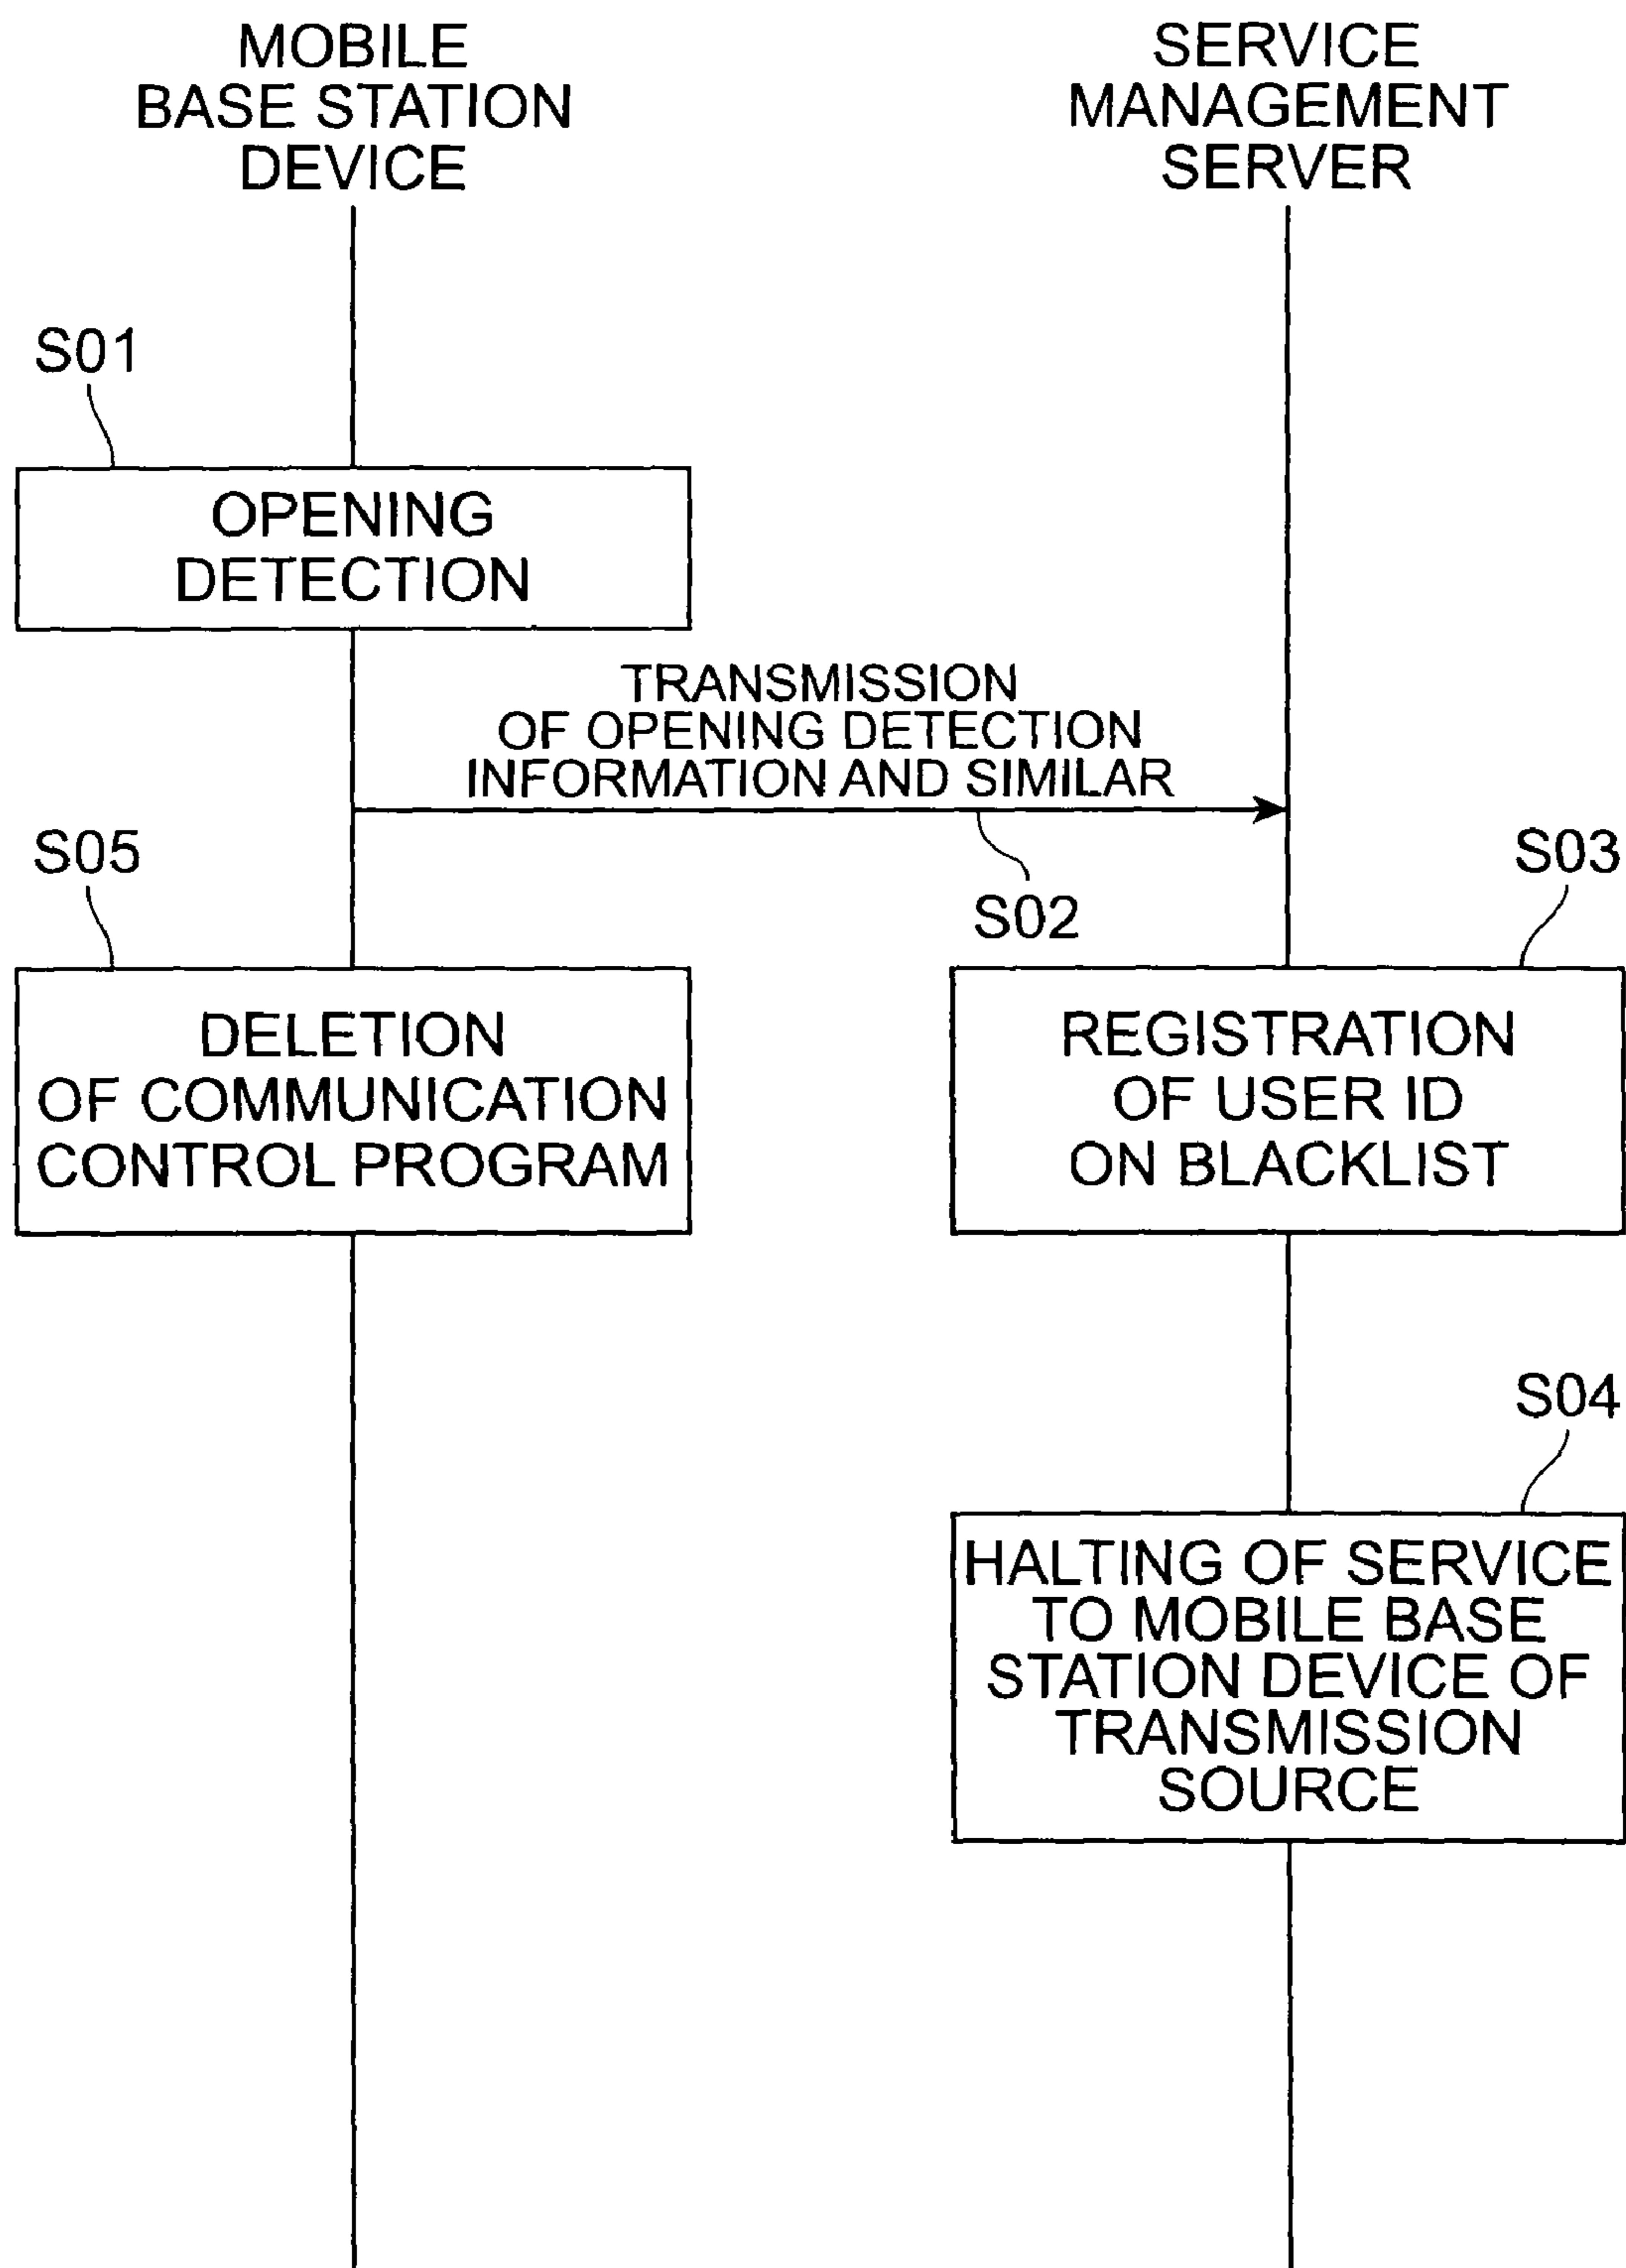 MOBILE
BASE STATION
DEVICE
SERVICE
MANAGEMENT
SERVER
S01
OPENING
DETECTION
TRANSMISSION
OF OPENING DETECTION
INFORMATION AND SIMILAR
S02
S05
DELETION
OF COMMUNICATION
CONTROL PROGRAM
S03
REGISTRATION
OF USER ID
ON BLACKLIST
S04
HALTING OF SERVICE
TO MOBILE BASE
STATION DEVICE OF
TRANSMISSION
SOURCE